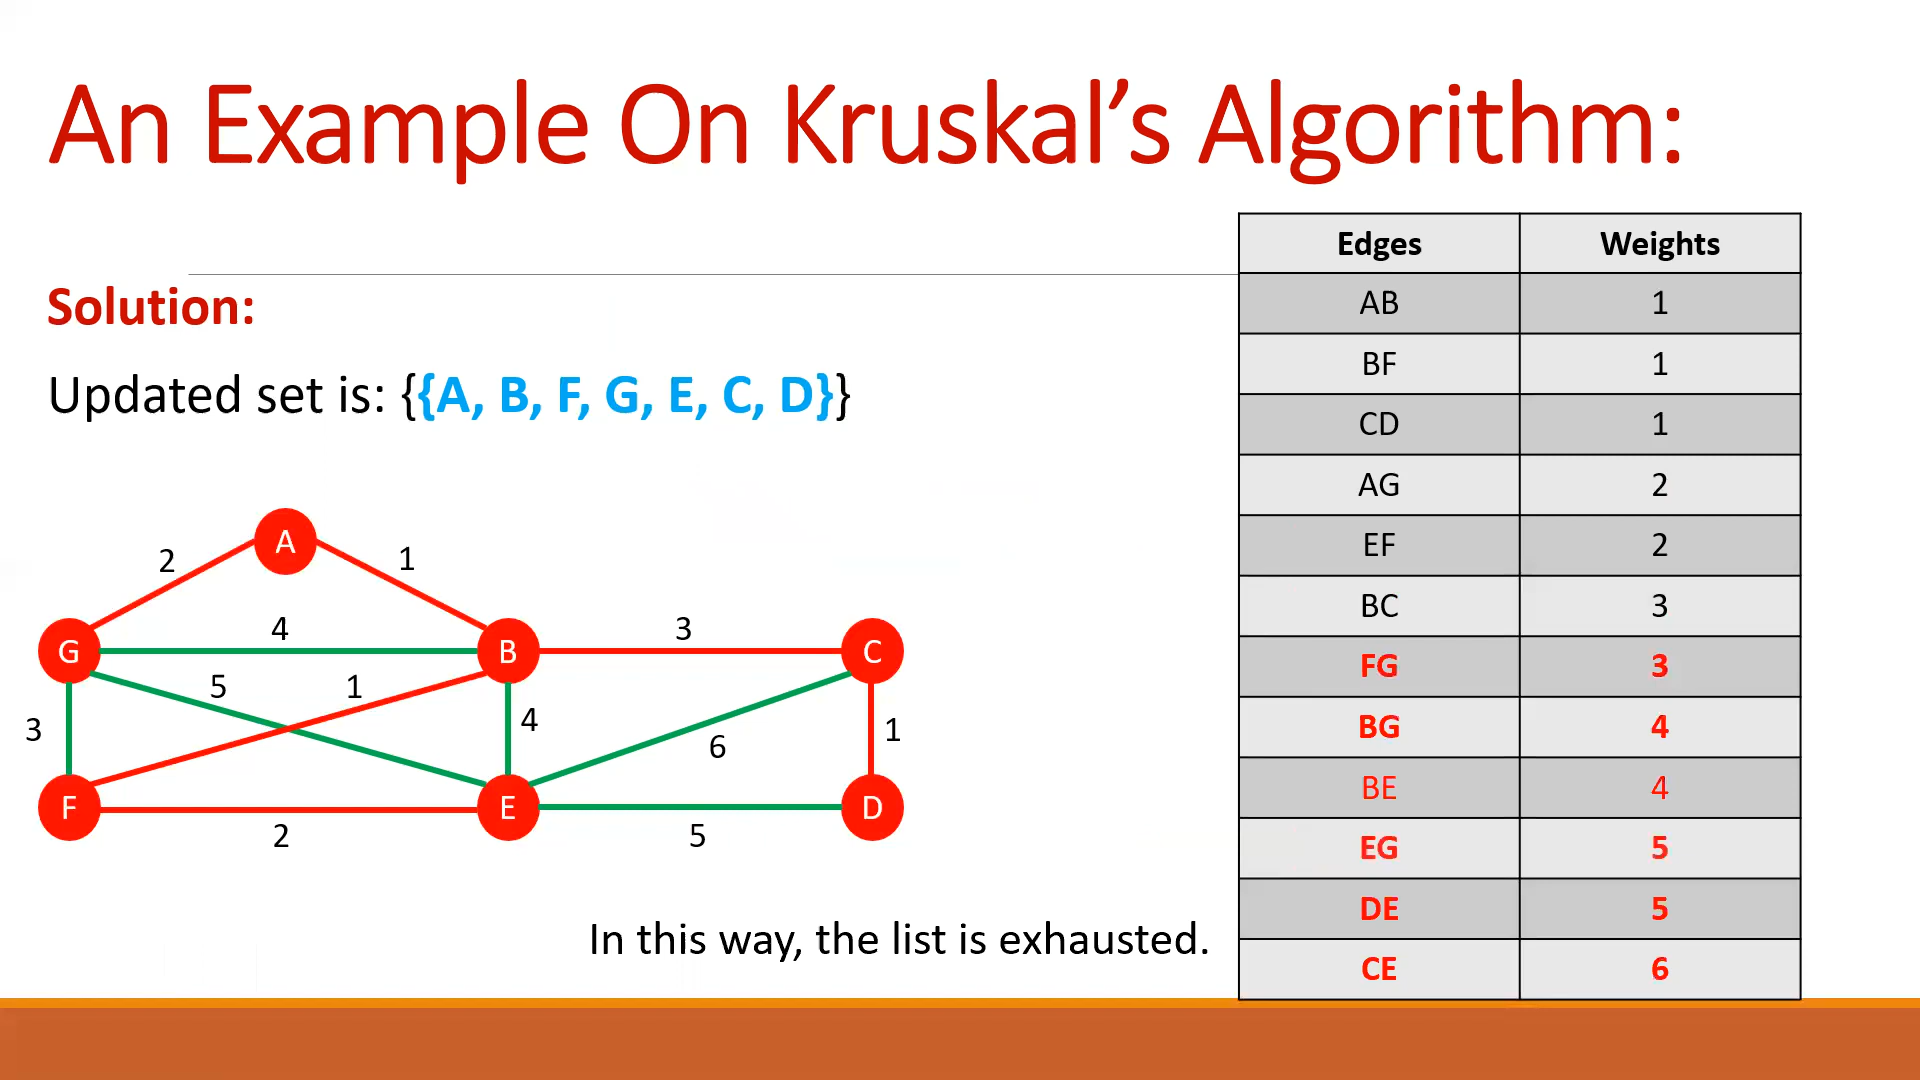 An Example On Kruskal’s Algorithm:
Solution:
Updated set is: {{A, B, F, G, E, C, D}}
Edges Weights
AB 1
BF 1
CD 1
AG 2
EF 2
BC 3
FG 3
BG 4
BE 4
EG 5
DE 5
CE 6
A
2 1
4 3
G B C
5 1
3 4 6 1
F E D
2 5
In this way, the list is exhausted.